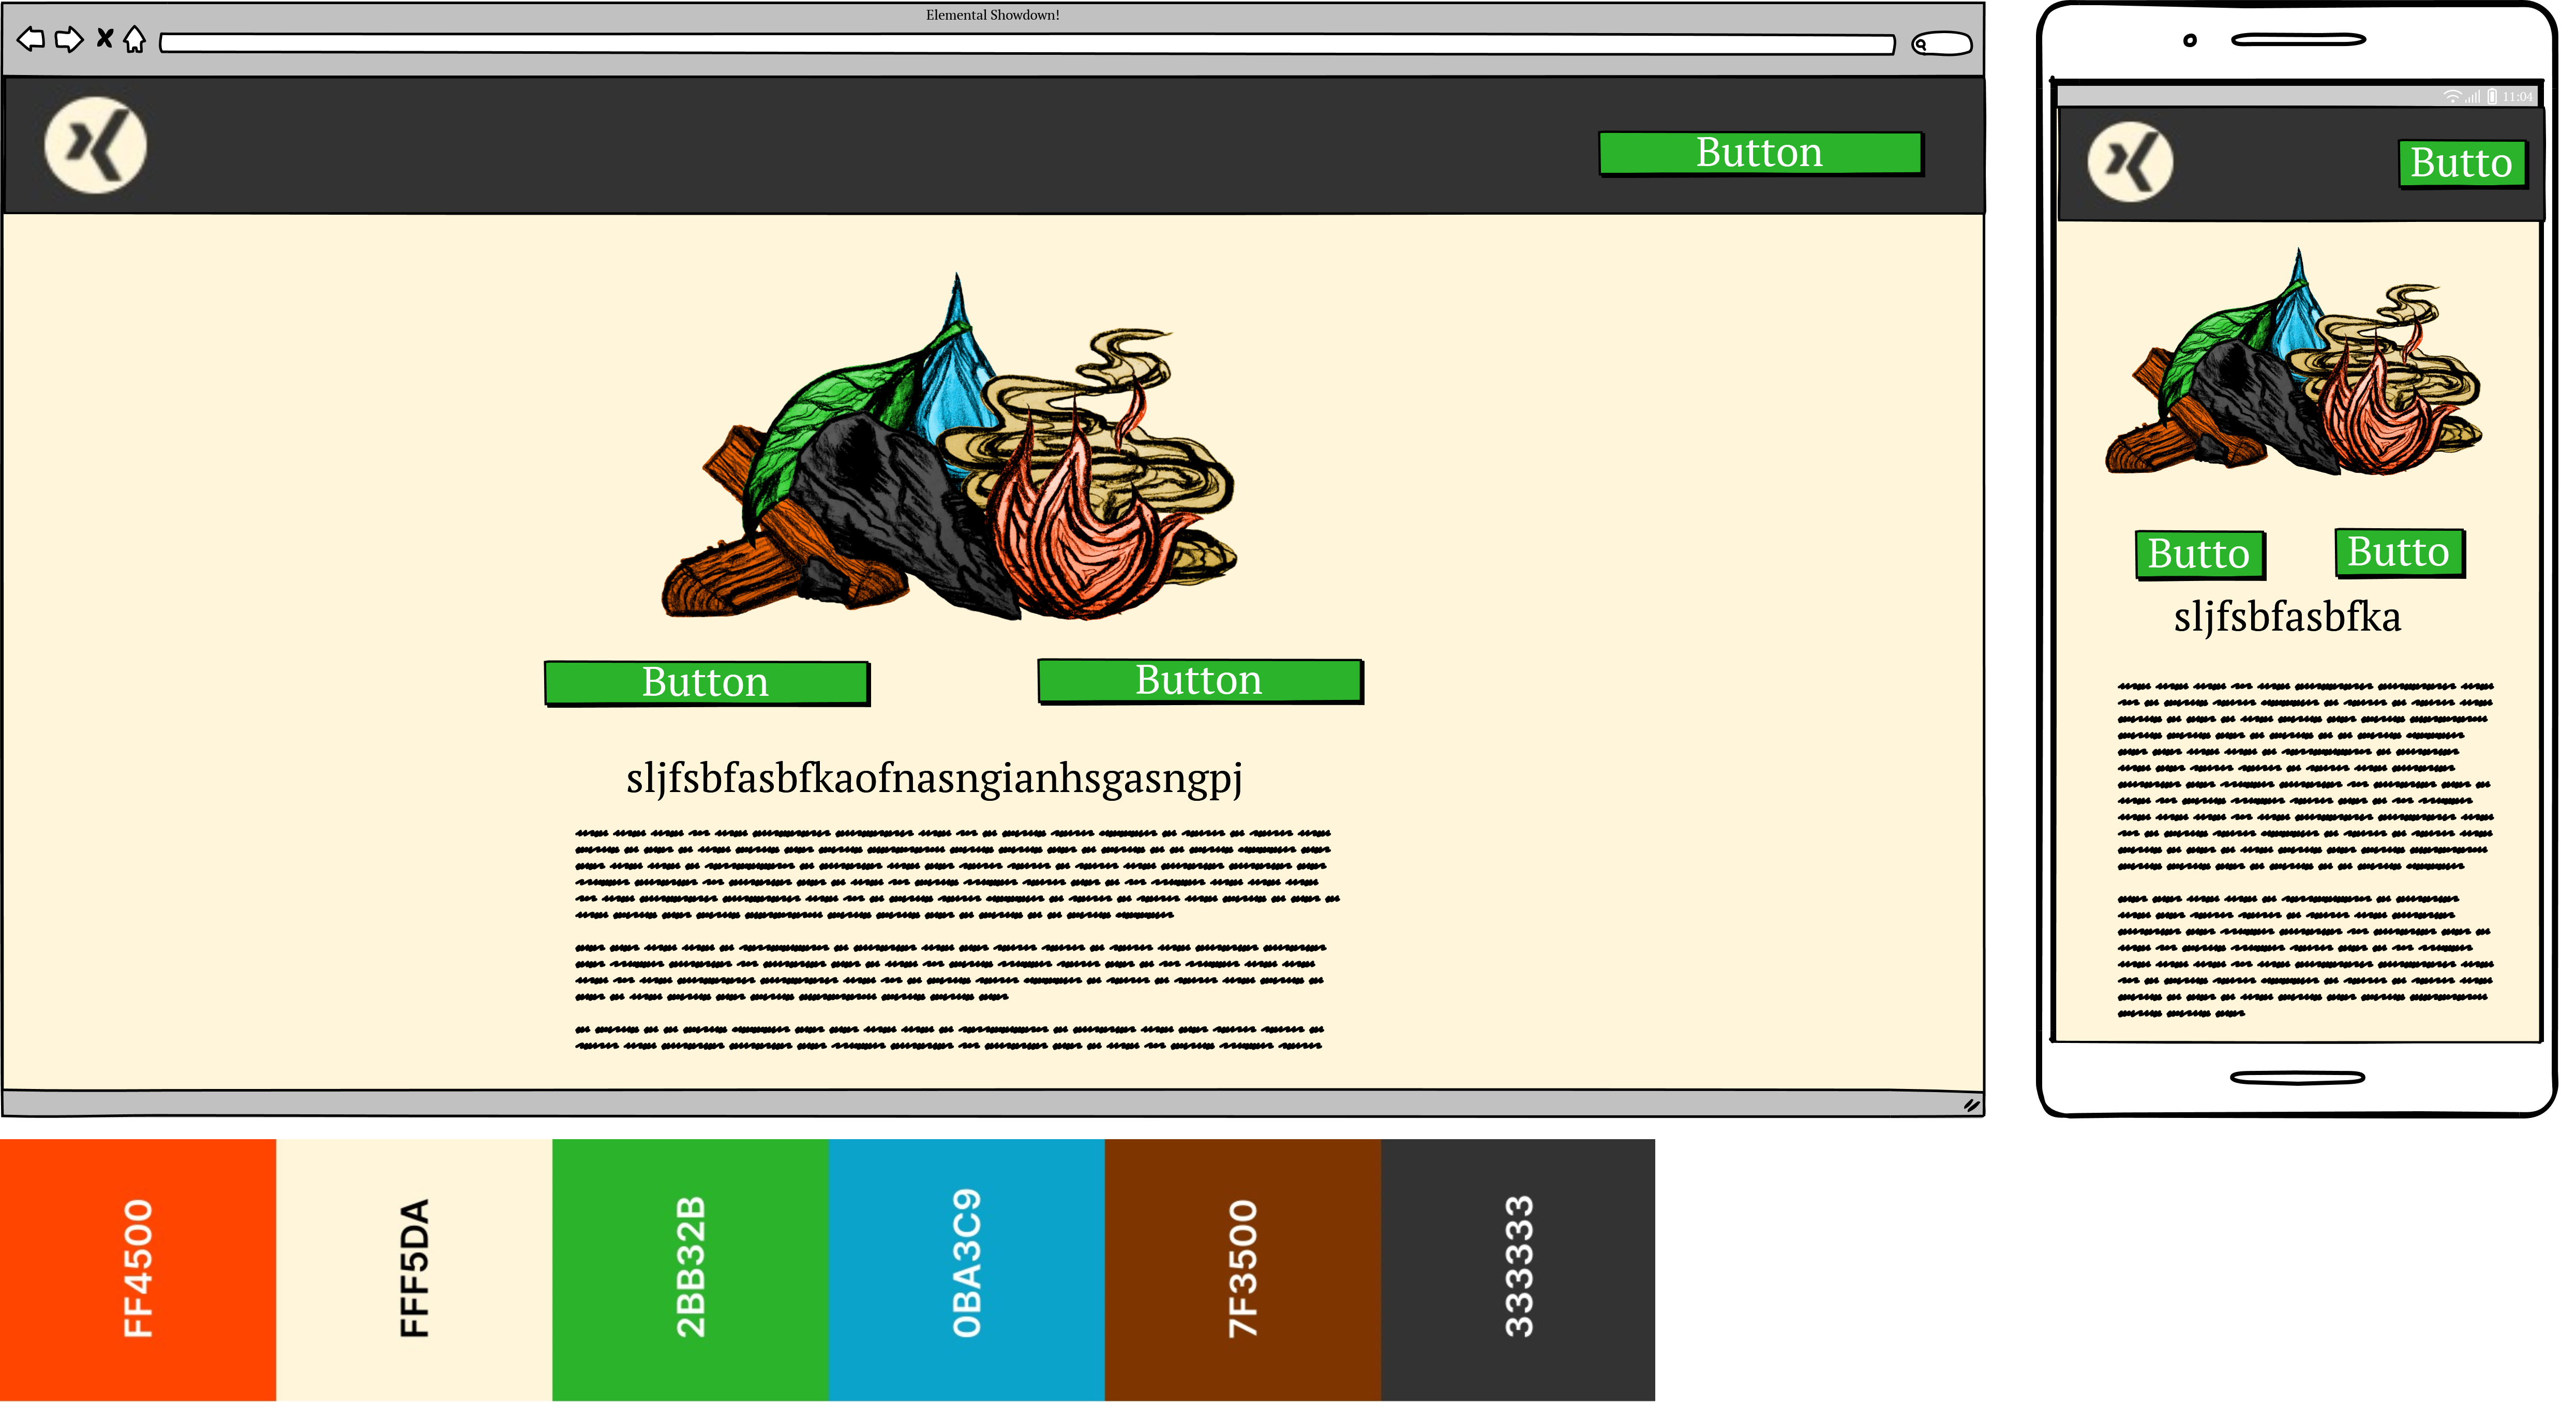 Elemental Showdown!
Button
Button
Button
sljfsbfasbfkaofnasngianhsgasngpj
11:04
Butto
Butto
Butto
sljfsbfasbfka
FF4500
FFF5DA
2BB32B
0BA3C9
7F3500
333333